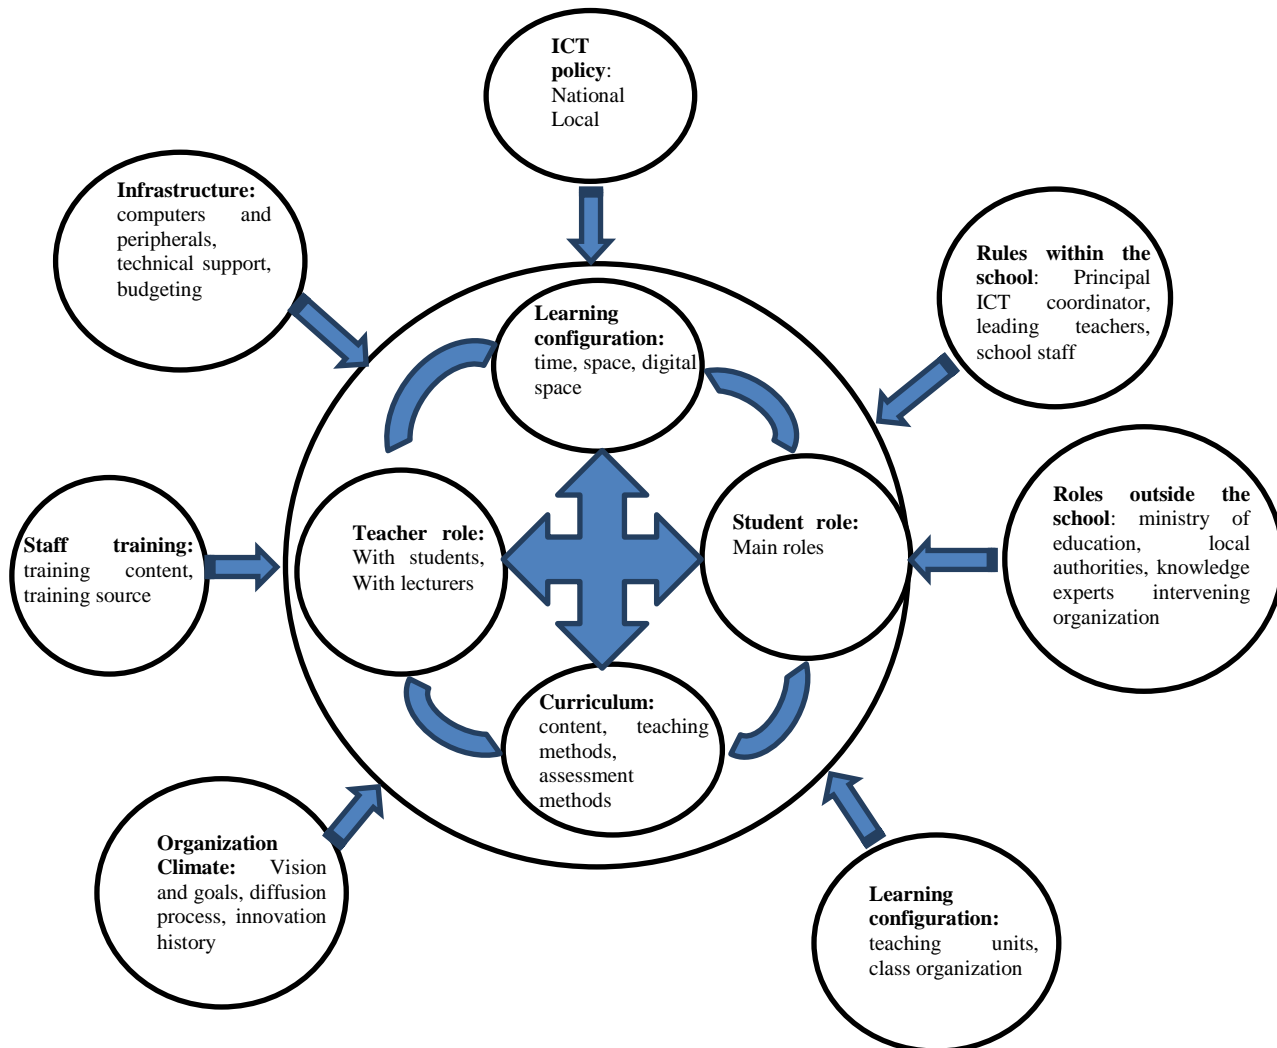 ICT
policy:
National
Local
Infrastructure:
computers and
peripherals,
technical support,
budgeting
Rules within the
school: Principal
ICT coordinator,
leading teachers,
school staff
Learning
configuration:
time, space, digital
space
Teacher role:
With students,
With lecturers
Student role:
Main roles
Roles outside the
school: ministry of
education, local
authorities, knowledge
experts intervening
organization
Staff training:
training content,
training source
Curriculum:
content, teaching
methods,
assessment
methods
Organization
Climate: Vision
and goals, diffusion
process, innovation
history
Learning
configuration:
teaching units,
class organization